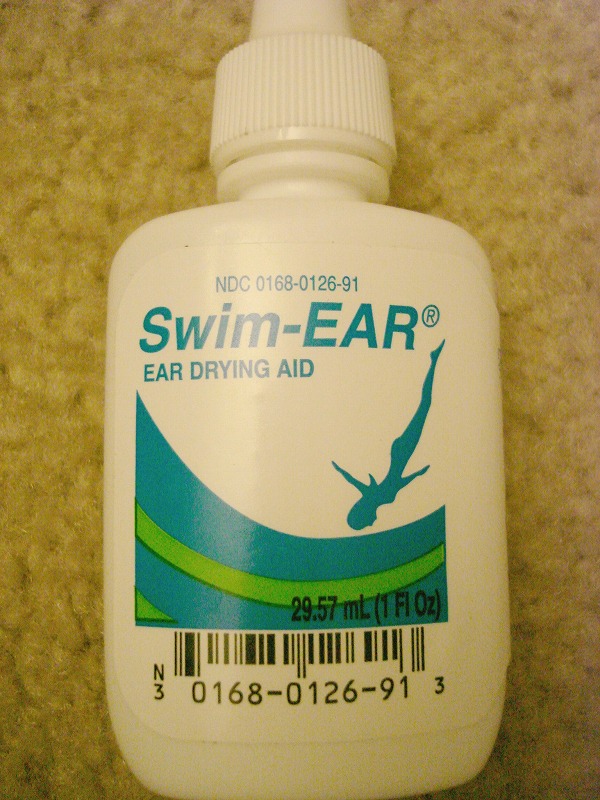 NDC 0168-0126-91
Swim-EAR®
EAR DRYING AID
29.57 mL (1 Fl Oz)
N
3 0168-0126-91 3